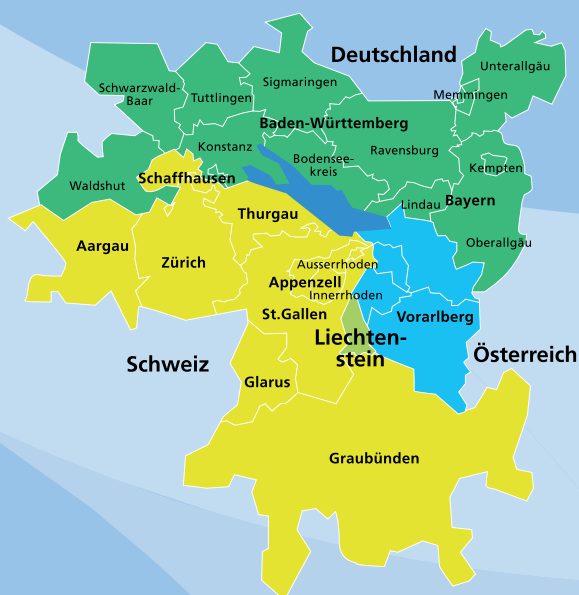 Deutschland
Unterallgäu
Sigmaringen
Schwarzwald-
Baar
Tuttlingen
Memmingen
Baden-Württemberg
Konstanz
Ravensburg
Bodensee-
kreis
Kempten
Schaffhausen
Waldshut
Lindau
Bayern
Thurgau
Aargau
Oberallgäu
Zürich
Ausserrhoden
Appenzell
Innerrhoden
St.Gallen
Vorarlberg
Liechten-
stein
Schweiz
Österreich
Glarus
Graubünden